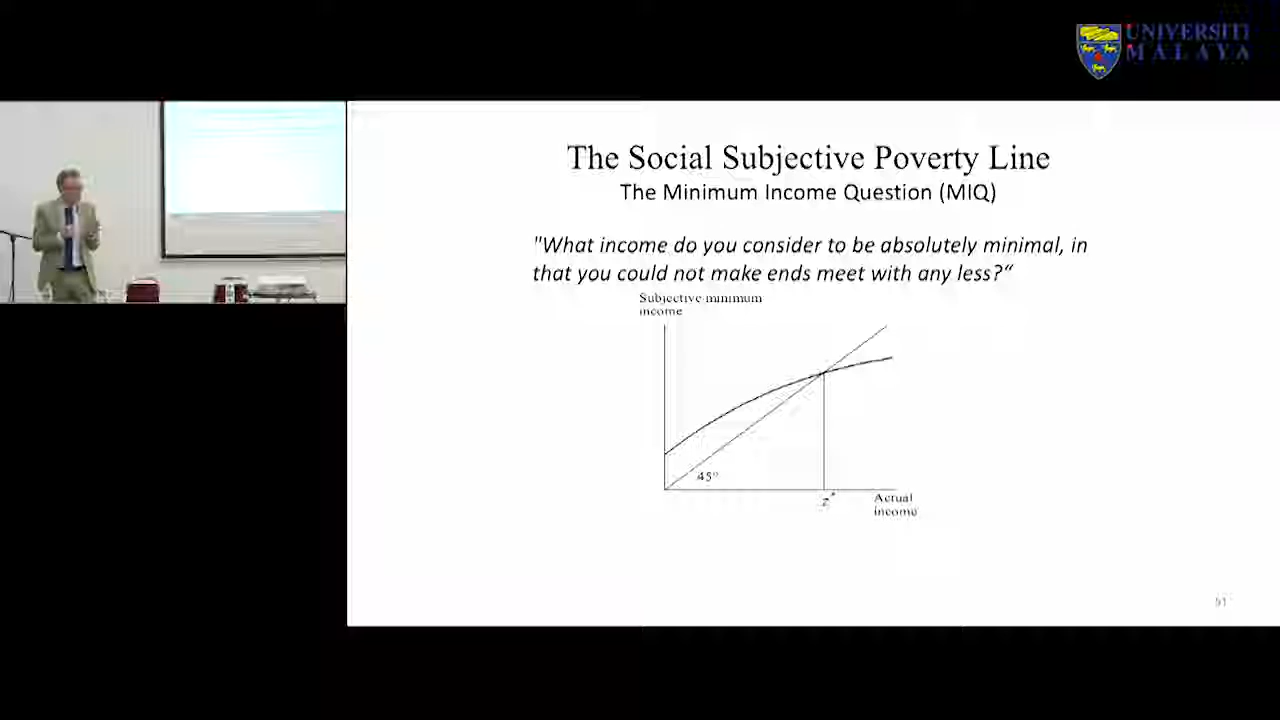 UNIVERSITI
MALAYA
The Social Subjective Poverty Line
The Minimum Income Question (MIQ)
"What income do you consider to be absolutely minimal, in
that you could not make ends meet with any less?“
Subjective minimum
income
45°
z*
Actual
income
51